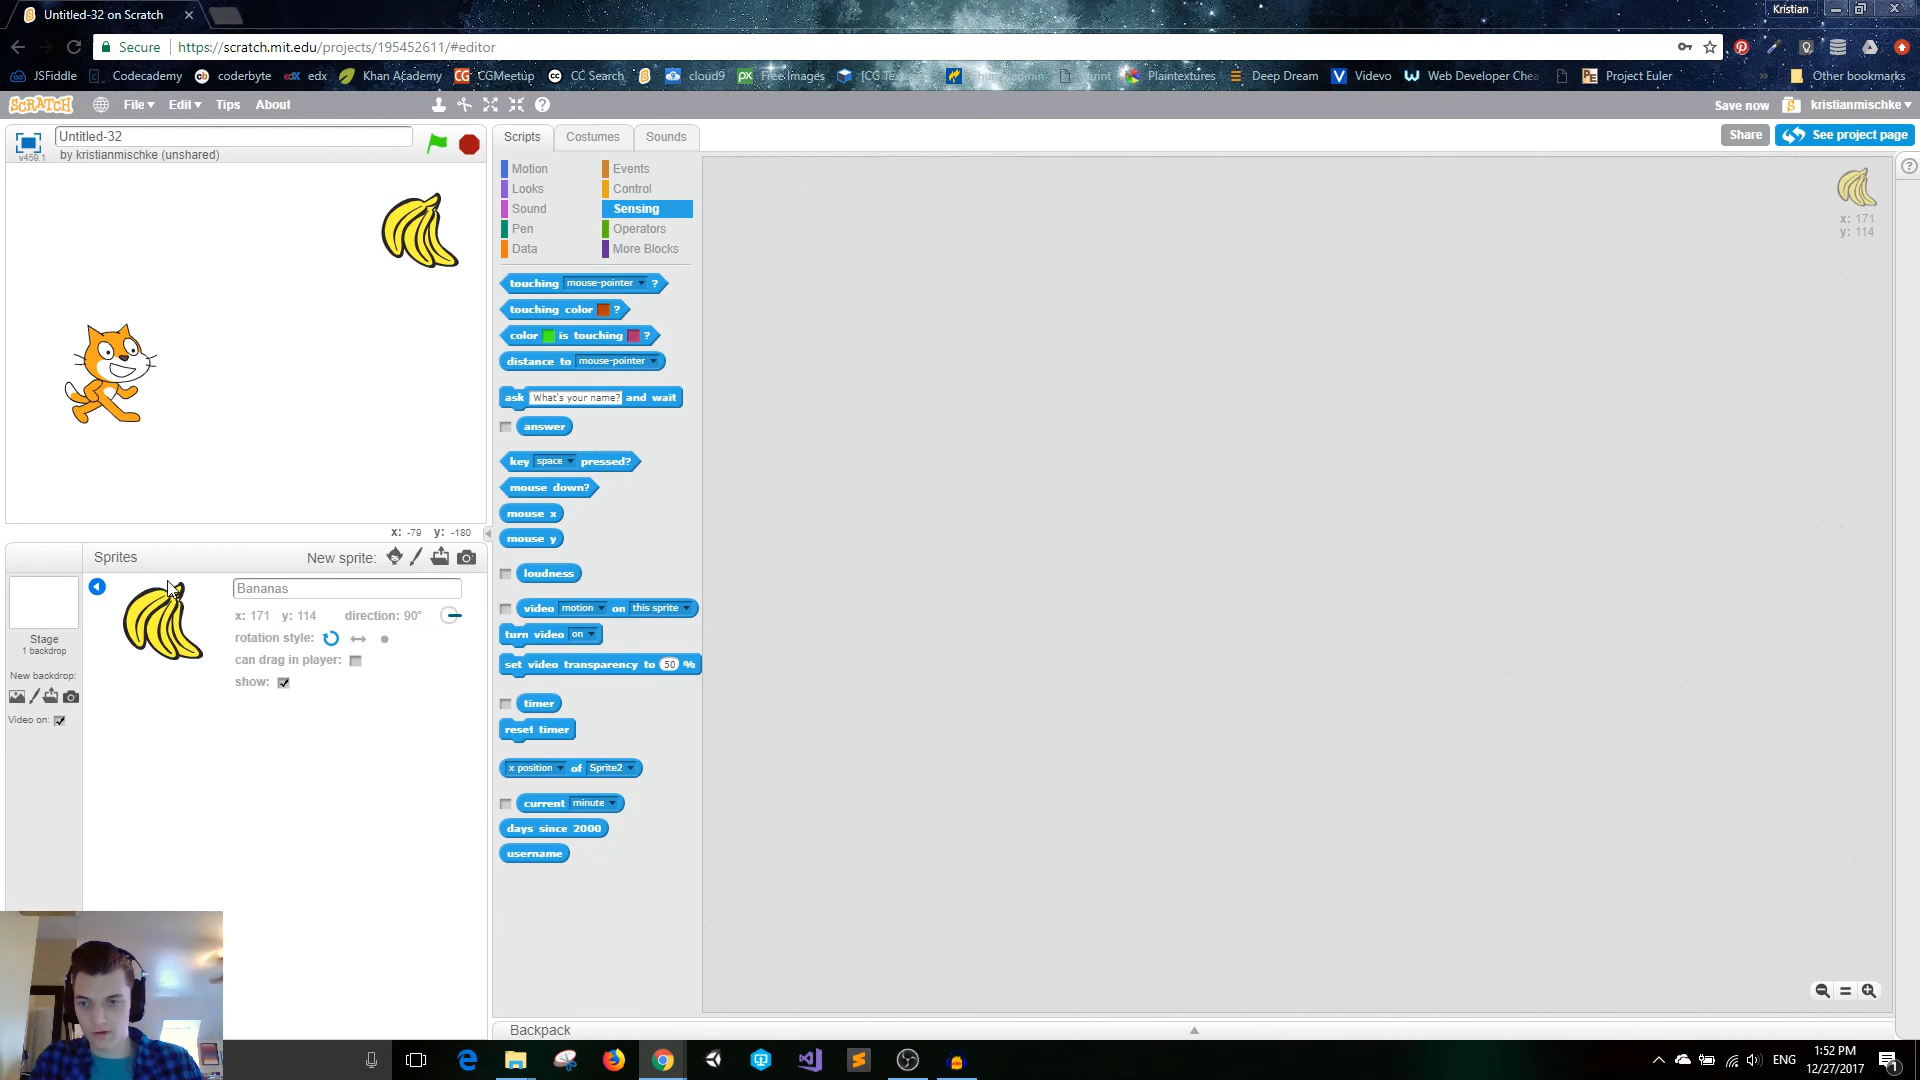 Untitled-32 on Scratch
Kristian
Secure https://scratch.mit.edu/projects/195452611/#editor
JSFiddle Codecademy coderbyte edx Khan Academy CGMeetup CC Search cloud9 Free Images Plaintextures Deep Dream Videvo Web Developer Chea Project Euler » Other bookmarks
SCRATCH File Edit Tips About Save now kristianmischke
Untitled-32
by kristianmischke (unshared)
v459.1
Scripts Costumes Sounds
Share See project page
Motion Events
Looks Control
Sound Sensing
Pen Operators
Data More Blocks
x: 171
y: 114
touching mouse-pointer ?
touching color ?
color is touching ?
distance to mouse-pointer
ask What's your name? and wait
answer
key space pressed?
mouse down?
mouse x
mouse y
loudness
video motion on this sprite
turn video on
set video transparency to 50 %
timer
reset timer
x position of Sprite2
current minute
days since 2000
username
x: -79 y: -180
Sprites New sprite:
Bananas
x: 171 y: 114 direction: 90°
rotation style:
can drag in player:
show:
Stage
1 backdrop
New backdrop:
Video on:
Backpack
ENG
1:52 PM
12/27/2017